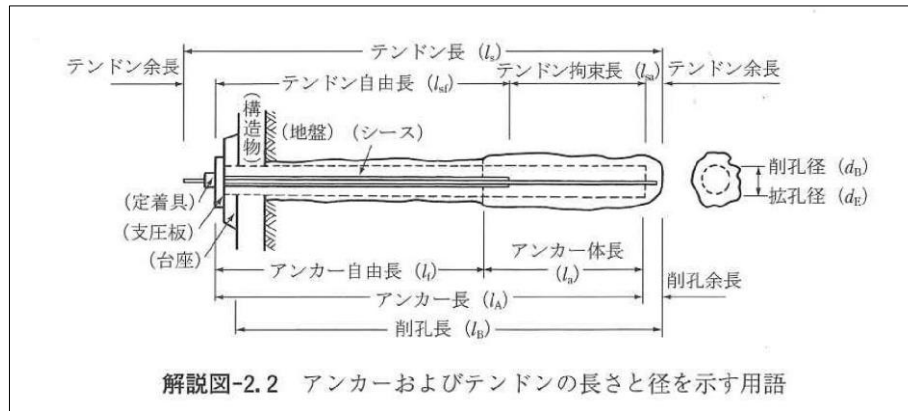 テンドン長（lₛ）
テンドン余長
テンドン自由長（lsf）
テンドン拘束長（lsa）
テンドン余長
（構造物）
（地盤）
（シース）
削孔径（dB）
拡孔径（dE）
（定着具）
（支圧板）
（台座）
アンカー自由長（lf）
アンカー体長
（la）
削孔余長
アンカー長（lA）
削孔長（lB）
解説図-2.2 アンカーおよびテンドンの長さと径を示す用語